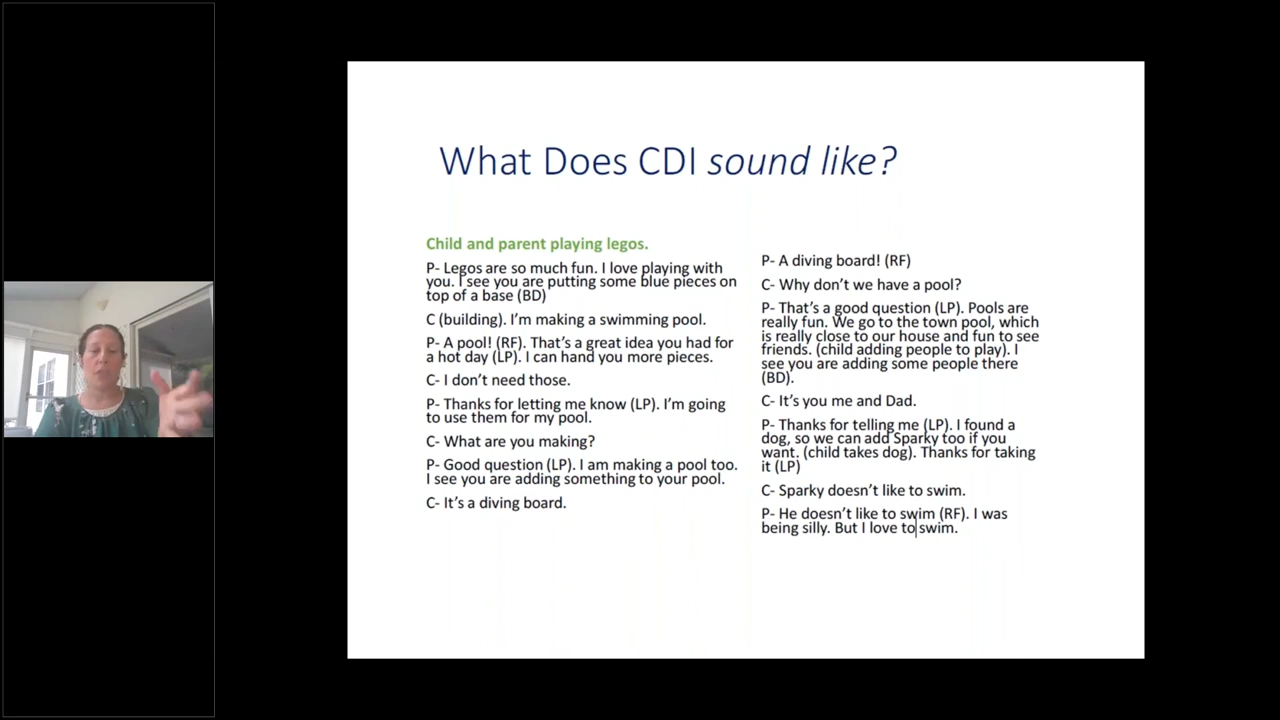 What Does CDI sound like?
Child and parent playing legos.
P- Legos are so much fun. I love playing with
you. I see you are putting some blue pieces on
top of a base (BD)
C (building). I’m making a swimming pool.
P- A pool! (RF). That’s a great idea you had for
a hot day (LP). I can hand you more pieces.
C- I don’t need those.
P- Thanks for letting me know (LP). I’m going
to use them for my pool.
C- What are you making?
P- Good question (LP). I am making a pool too.
I see you are adding something to your pool.
C- It’s a diving board.
P- A diving board! (RF)
C- Why don’t we have a pool?
P- That’s a good question (LP). Pools are
really fun. We go to the town pool, which
is really close to our house and fun to see
friends. (child adding people to play). I
see you are adding some people there
(BD).
C- It’s you me and Dad.
P- Thanks for telling me (LP). I found a
dog, so we can add Sparky too if you
want. (child takes dog). Thanks for taking
it (LP)
C- Sparky doesn’t like to swim.
P- He doesn’t like to swim (RF). I was
being silly. But I love to swim.